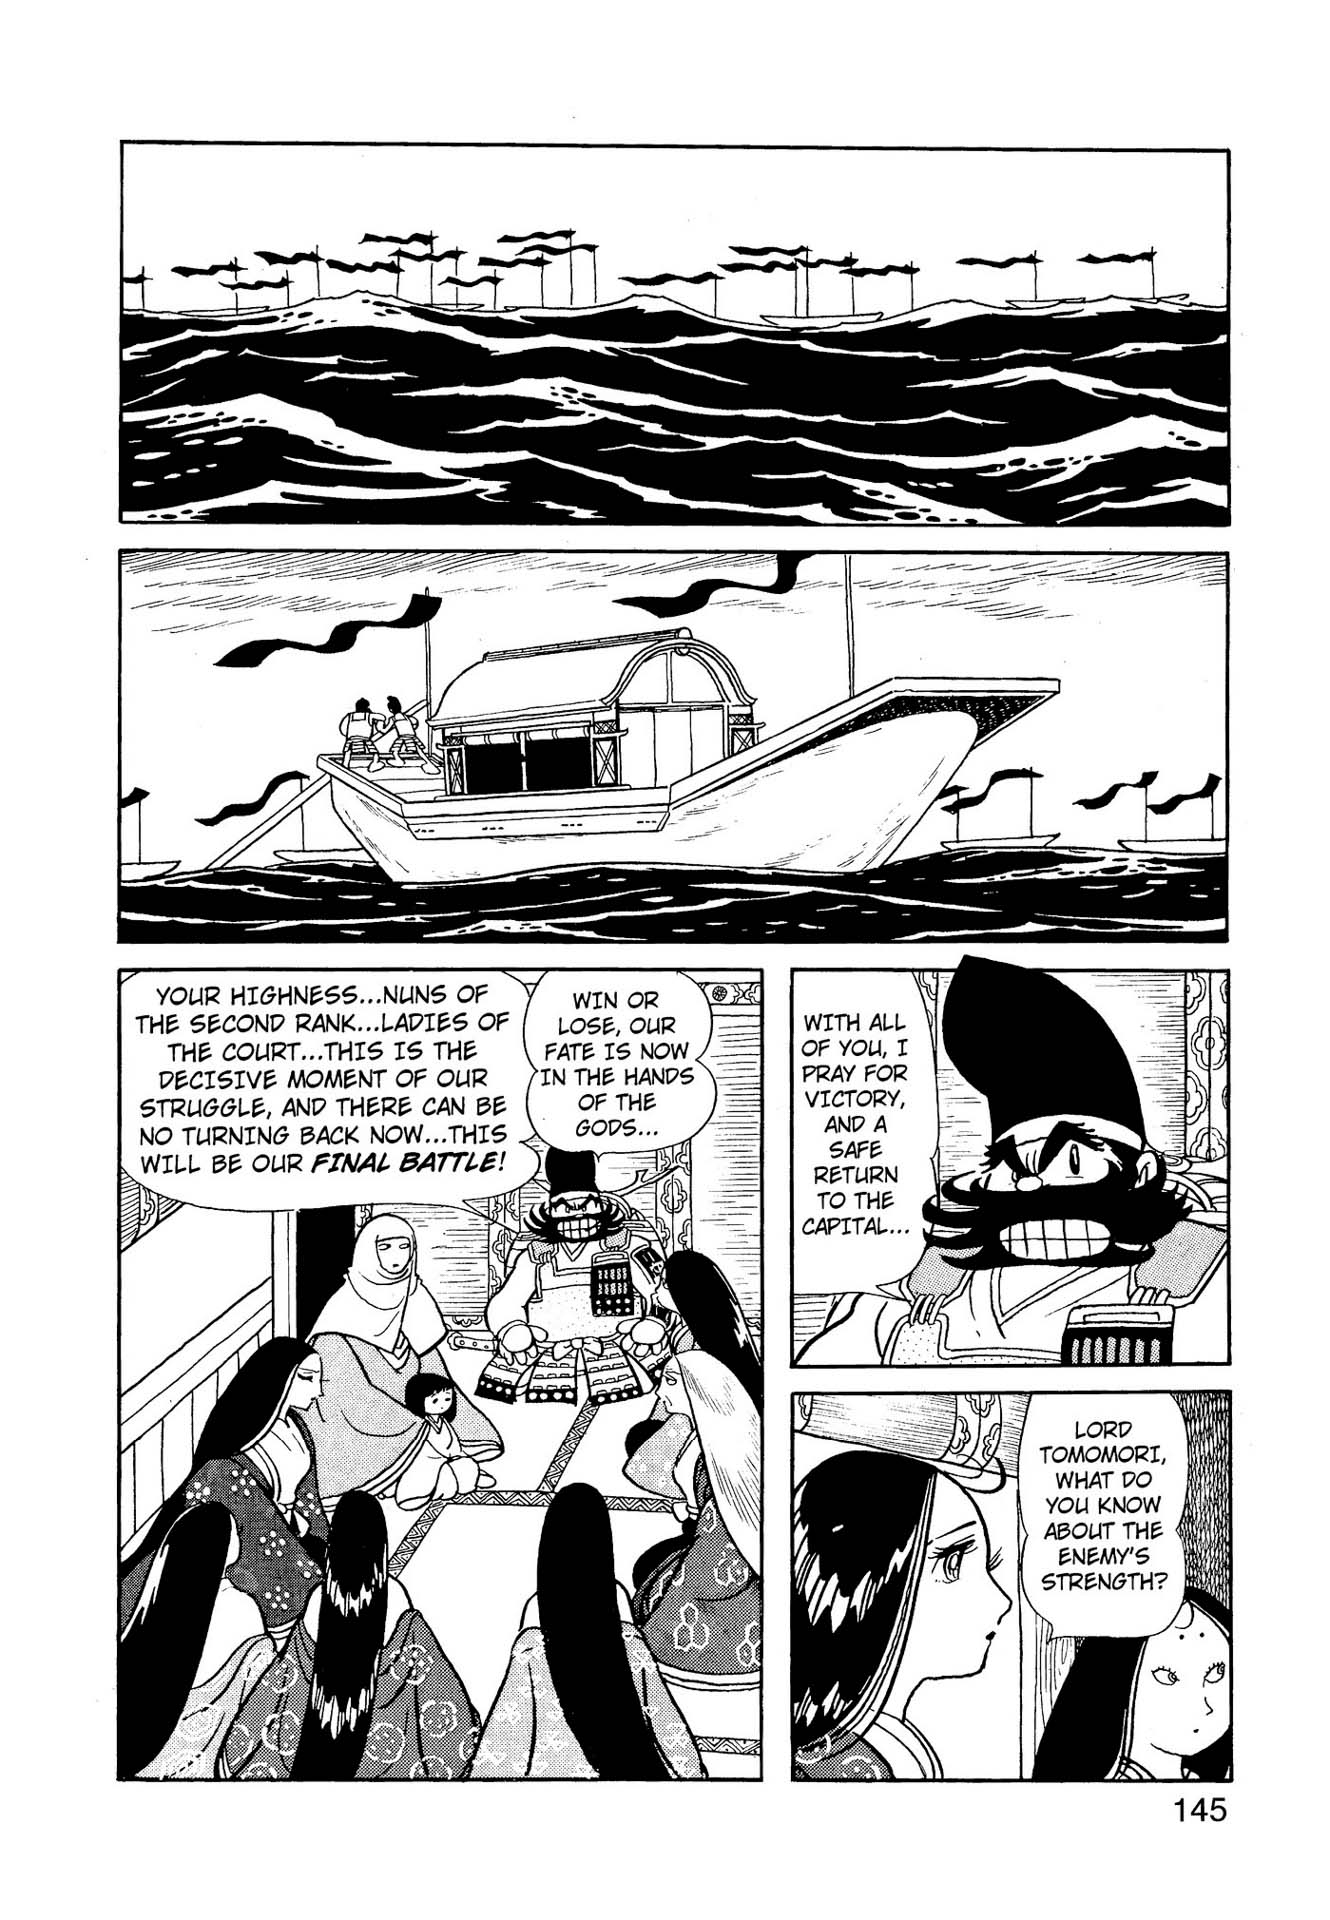 YOUR HIGHNESS...NUNS OF
THE SECOND RANK...LADIES OF
THE COURT...THIS IS THE
DECISIVE MOMENT OF OUR
STRUGGLE, AND THERE CAN BE
NO TURNING BACK NOW...THIS
WILL BE OUR FINAL BATTLE!
WIN OR
LOSE, OUR
FATE IS NOW
IN THE HANDS
OF THE
GODS...
WITH ALL
OF YOU, I
PRAY FOR
VICTORY,
AND A
SAFE
RETURN
TO THE
CAPITAL...
LORD
TOMOMORI,
WHAT DO
YOU KNOW
ABOUT THE
ENEMY'S
STRENGTH?
145